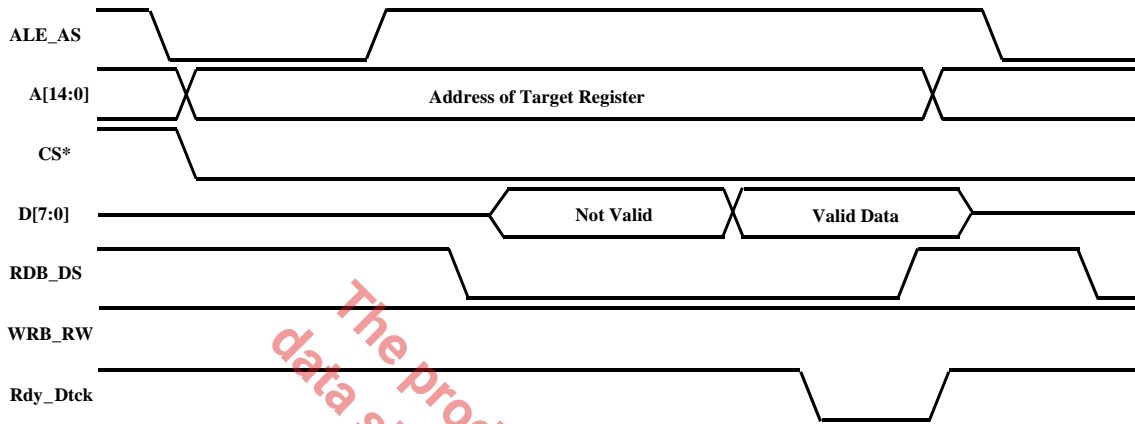 ALE_AS
A[14:0]
Address of Target Register
CS*
D[7:0]
Not Valid
Valid Data
RDB_DS
WRB_RW
Rdy_Dtck
The
data